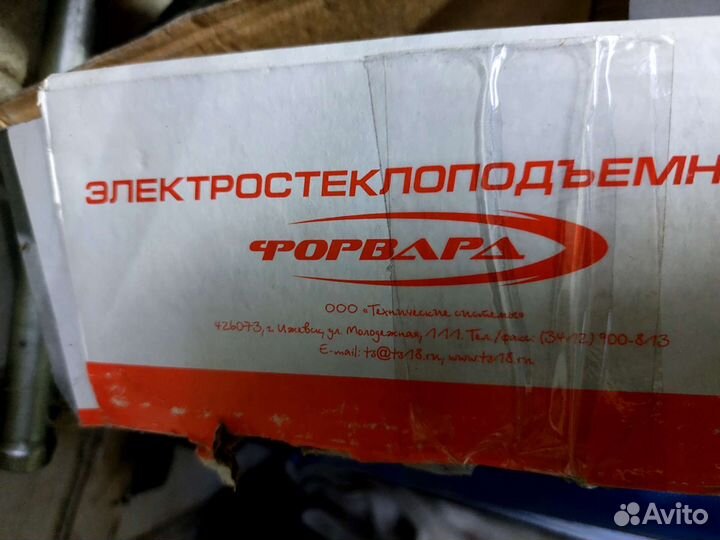 ЭЛЕКТРОСТЕКЛОПОДЪЕМН
ФОРВАРД
ООО «Технические системы»
426073, г. Ижевск, ул. Молодежная, 111. Тел./факс: (3412) 900-813
E-mail: ts@ts18.ru, www.ts18.ru
Avito